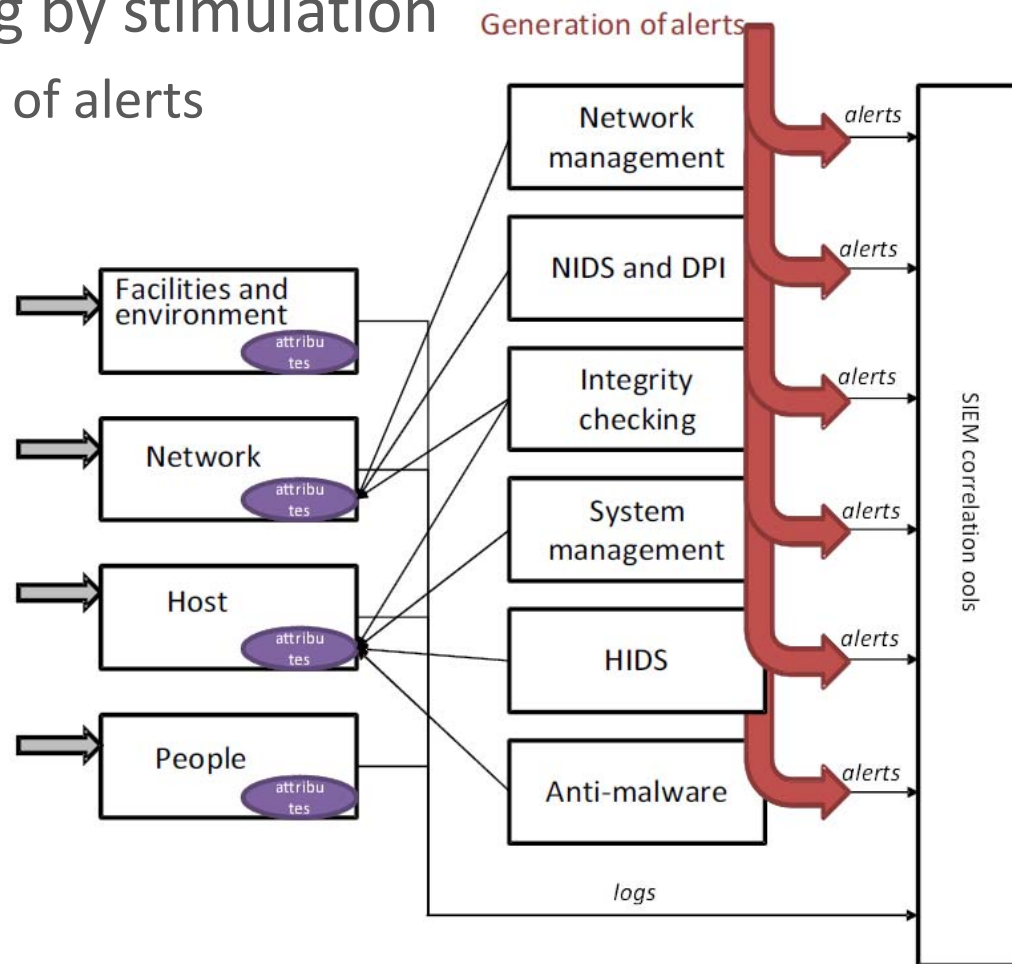 g by stimulation
of alerts
Generation of alerts
Network
management
alerts
NIDS and DPI
alerts
Integrity
checking
alerts
System
management
alerts
HIDS
alerts
Anti-malware
alerts
Facilities and
environment
attribu
tes
Network
attribu
tes
Host
attribu
tes
People
attribu
tes
logs
SIEM correlation ools